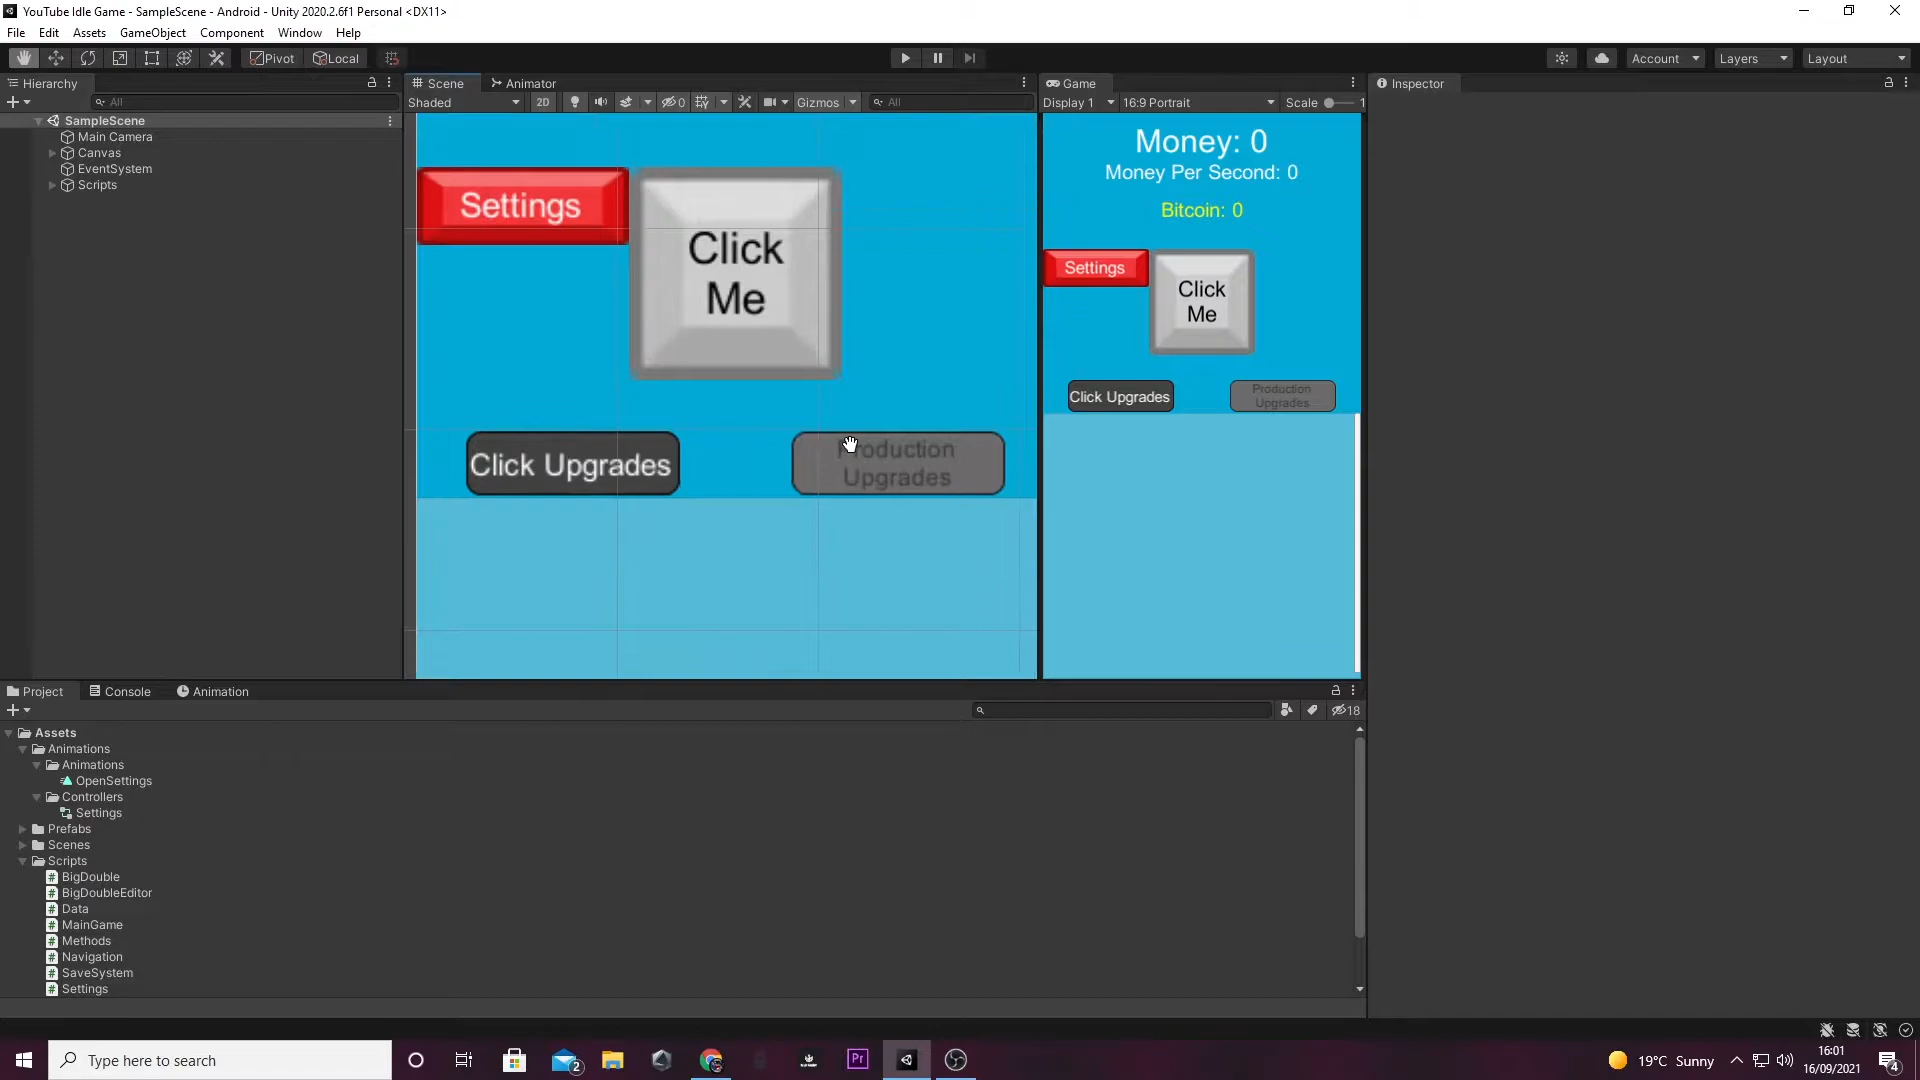 YouTube Idle Game - SampleScene - Android - Unity 2020.2.6f1 Personal <DX11>
File Edit Assets GameObject Component Window Help
Pivot Local Account Layers Layout
Hierarchy
All
SampleScene
Main Camera
Canvas
EventSystem
Scripts
Scene Animator
Shaded 2D 0 Gizmos All
Settings
Click
Me
Click Upgrades
Production
Upgrades
Game
Display 1 16:9 Portrait Scale 1
Money: 0
Money Per Second: 0
Bitcoin: 0
Settings
Click
Me
Click Upgrades
Production
Upgrades
Inspector
Project Console Animation
18
Assets
Animations
Animations
OpenSettings
Controllers
Settings
Prefabs
Scenes
Scripts
# BigDouble
# BigDoubleEditor
# Data
# MainGame
# Methods
# Navigation
# SaveSystem
# Settings
Type here to search
2
Pr
19°C Sunny
16:01
16/09/2021
4